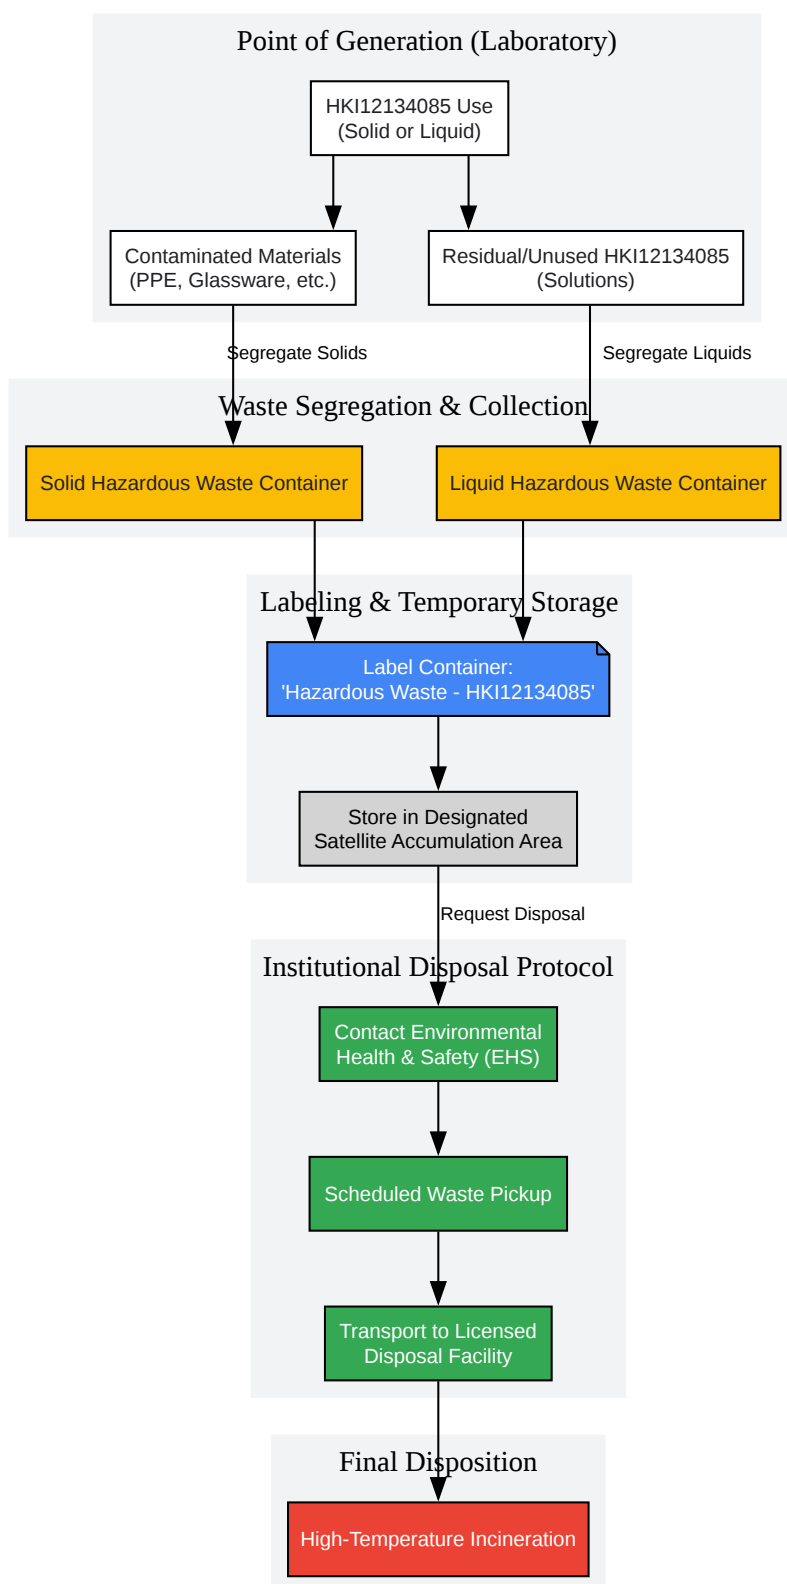 Point of Generation (Laboratory)
HKI12134085 Use
(Solid or Liquid)
Contaminated Materials
(PPE, Glassware, etc.)
Residual/Unused HKI12134085
(Solutions)
Segregate Solids
Segregate Liquids
Waste Segregation & Collection
Solid Hazardous Waste Container
Liquid Hazardous Waste Container
Labeling & Temporary Storage
Label Container:
'Hazardous Waste - HKI12134085'
Store in Designated
Satellite Accumulation Area
Request Disposal
Institutional Disposal Protocol
Contact Environmental
Health & Safety (EHS)
Scheduled Waste Pickup
Transport to Licensed
Disposal Facility
Final Disposition
High-Temperature Incineration